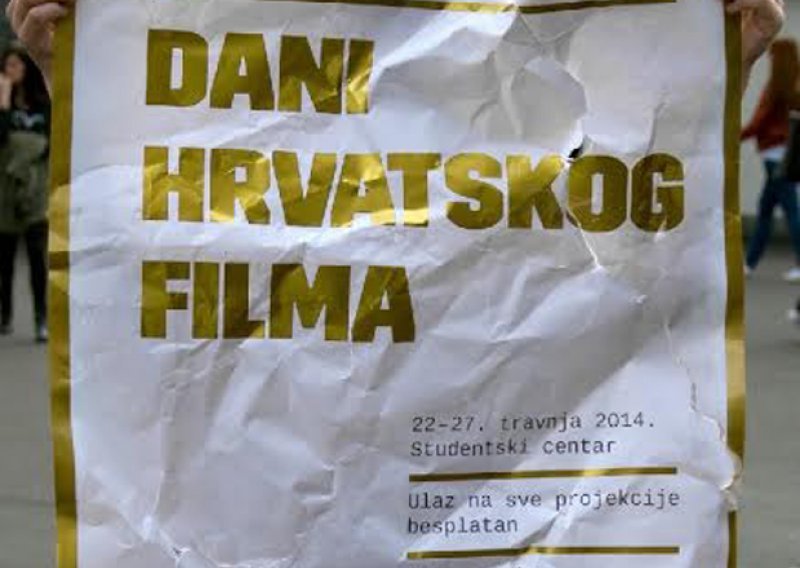 DANI
HRVATSKOG
FILMA
22-27. travnja 2014.
Studentski centar
Ulaz na sve projekcije
besplatan